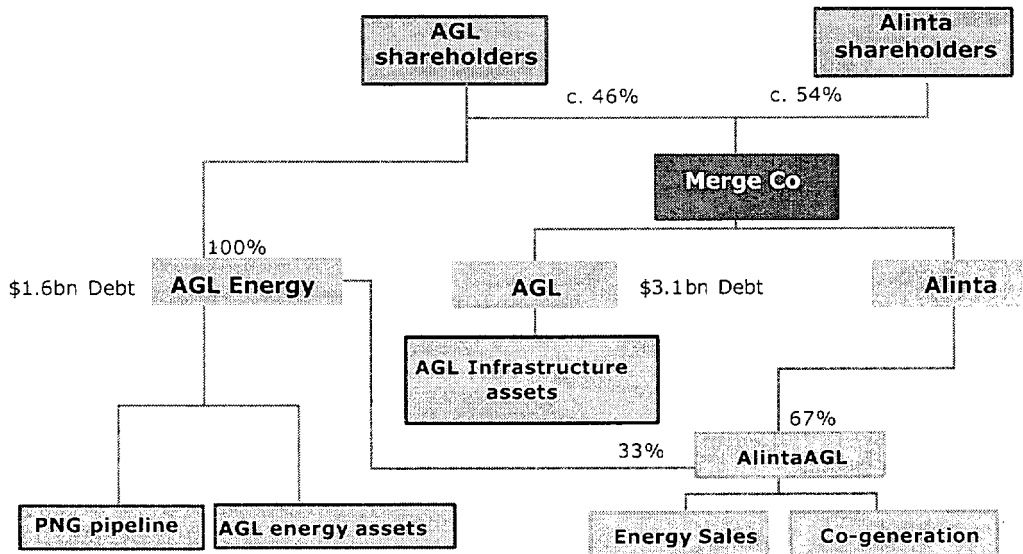 AGL
shareholders
Alinta
shareholders
c. 46%
c. 54%
Merge Co
100%
$1.6bn Debt
AGL Energy
AGL
$3.1bn Debt
Alinta
AGL Infrastructure
assets
67%
33%
AlintaAGL
PNG pipeline
AGL energy assets
Energy Sales
Co-generation